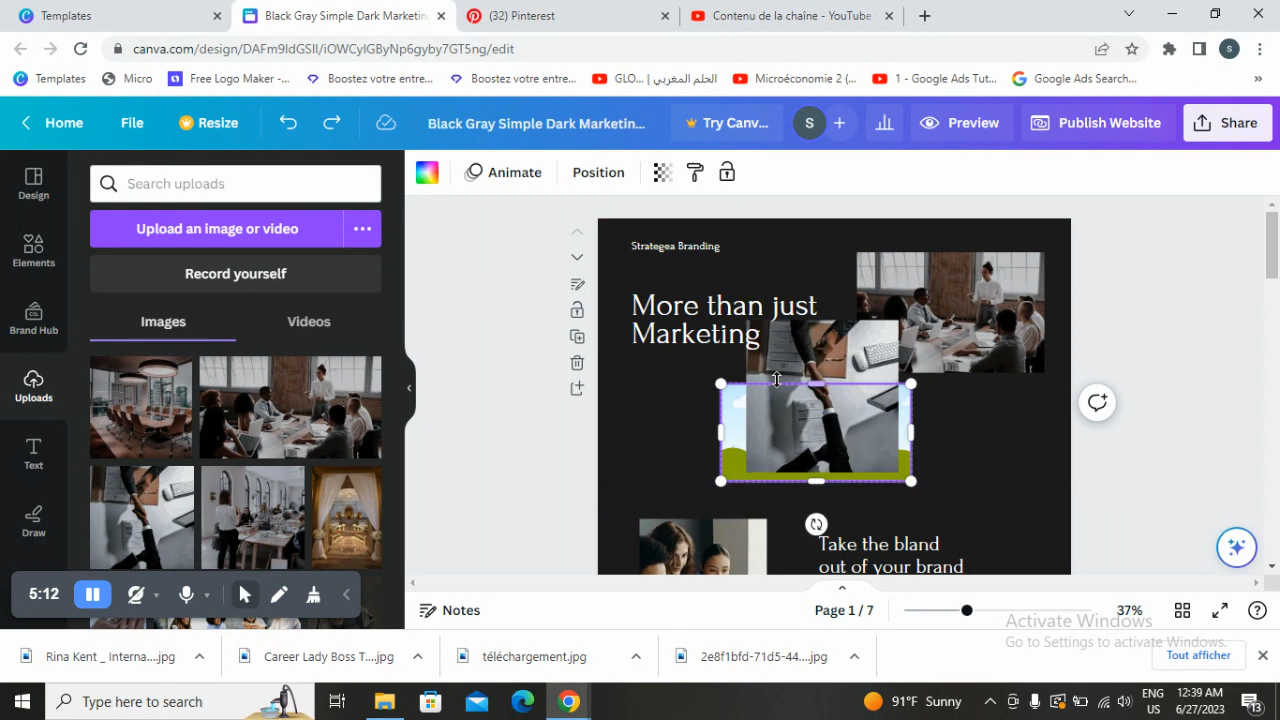 Templates
Black Gray Simple Dark Marketin
(32) Pinterest
Contenu de la chaîne - YouTube
canva.com/design/DAFm9IdGSII/iOWCylGByNp6gyby7GT5ng/edit
S
Templates
Micro
Free Logo Maker -...
Boostez votre entre...
Boostez votre entre...
GLO... | الحلم المغربي
Microéconomie 2 (...
1 - Google Ads Tut...
Google Ads Search...
»
Home
File
Resize
Black Gray Simple Dark Marketin...
Try Canv...
S
+
Preview
Publish Website
Share
Design
Elements
Brand Hub
Uploads
Text
Draw
Search uploads
Upload an image or video
Record yourself
Images
Videos
Animate
Position
Strategea Branding
More than just
Marketing
Take the bland
out of your brand
5:12
Notes
Page 1 / 7
37%
Activate Windows
Go to Settings to activate Windows.
Rina Kent _ Interna....jpg
Career Lady Boss T....jpg
téléchargement.jpg
2e8f1bfd-71d5-44....jpg
Tout afficher
Type here to search
91°F Sunny
ENG
US
12:39 AM
6/27/2023
13